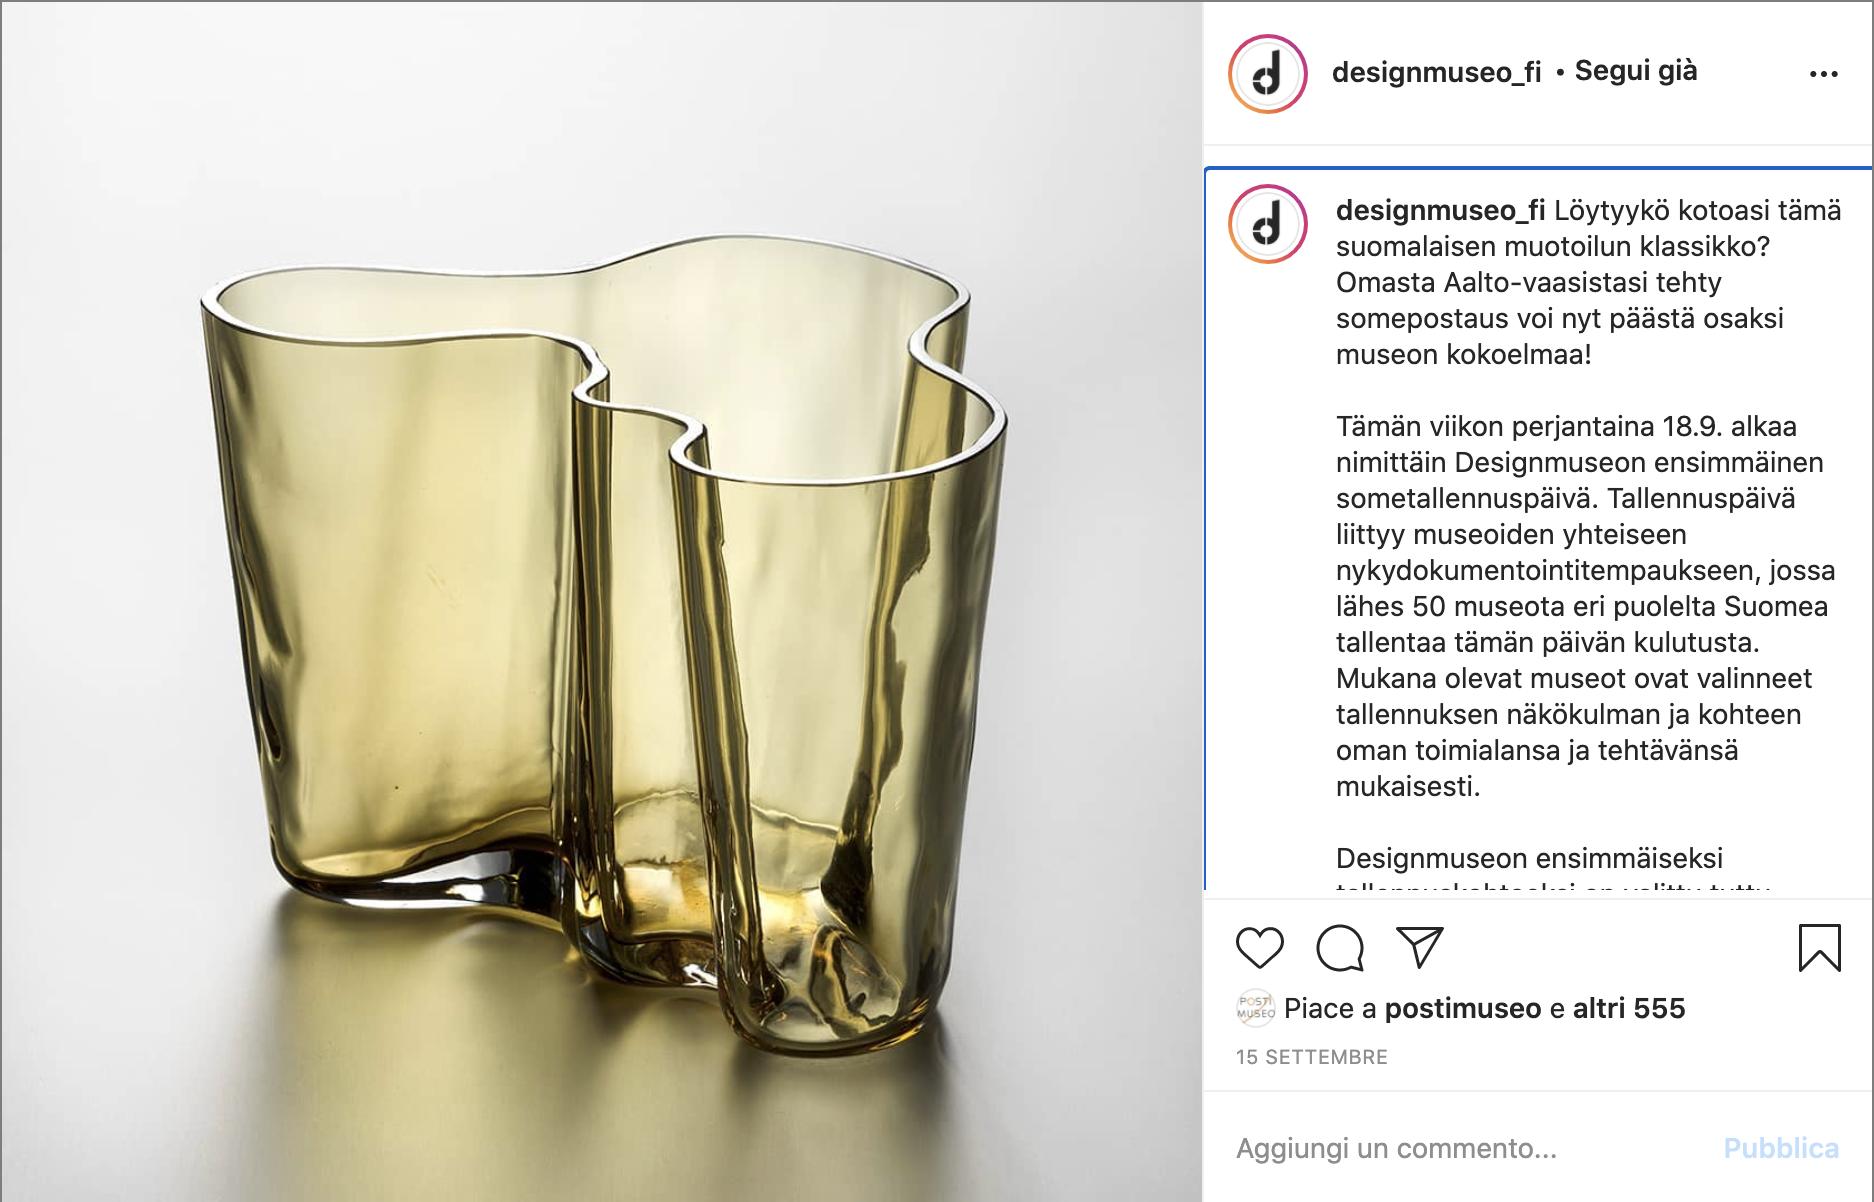 designmuseo_fi • Segui già
designmuseo_fi Löytyykö kotoasi tämä
suomalaisen muotoilun klassikko?
Omasta Aalto-vaasistasi tehty
somepostaus voi nyt päästä osaksi
museon kokoelmaa!
Tämän viikon perjantaina 18.9. alkaa
nimittäin Designmuseon ensimmäinen
sometallennuspäivä. Tallennuspäivä
liittyy museoiden yhteiseen
nykydokumentointitempaukseen, jossa
lähes 50 museota eri puolelta Suomea
tallentaa tämän päivän kulutusta.
Mukana olevat museot ovat valinneet
tallennuksen näkökulman ja kohteen
oman toimialansa ja tehtävänsä
mukaisesti.
Designmuseon ensimmäiseksi
POSTI
MUSEO
Piace a postimuseo e altri 555
15 SETTEMBRE
Aggiungi un commento... Pubblica